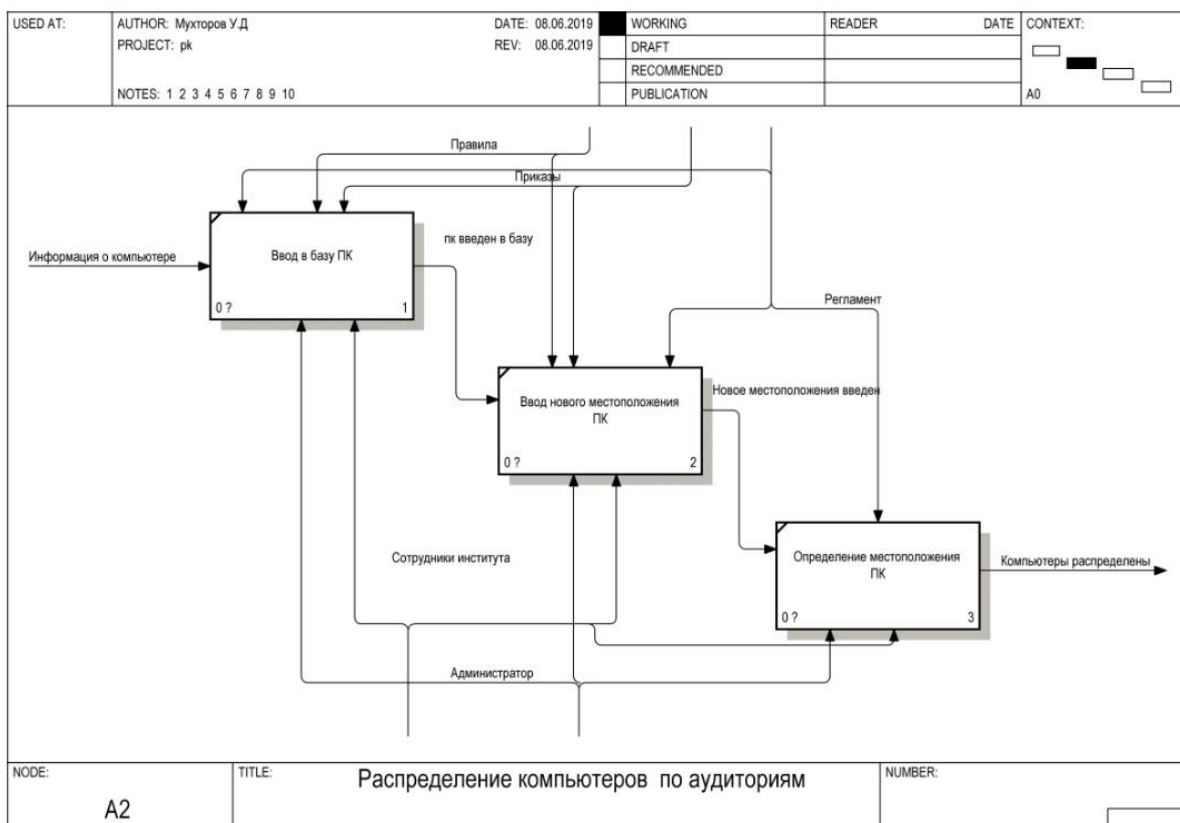 USED AT:
AUTHOR: Мухторов У.Д
DATE: 08.06.2019
WORKING
READER
DATE
CONTEXT:
PROJECT: pk
REV: 08.06.2019
DRAFT
RECOMMENDED
NOTES: 1 2 3 4 5 6 7 8 9 10
PUBLICATION
A0
Правила
Приказы
пк введен в базу
Информация о компьютере
Ввод в базу ПК
0 ?
1
Регламент
Новое местоположения введен
Ввод нового местоположения
ПК
0 ?
2
Сотрудники института
Определение местоположения
ПК
Компьютеры распределены
0 ?
3
Администратор
NODE:
TITLE:
Распределение компьютеров по аудиториям
NUMBER:
A2